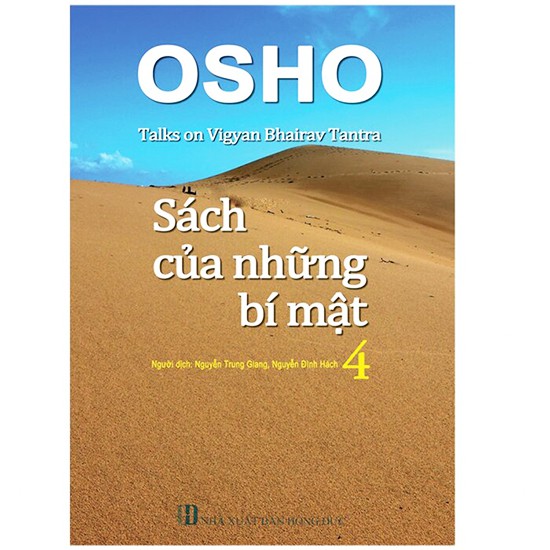 OSHO
Talks on Vigyan Bhairav Tantra
Sách
của những
bí mật
Người dịch: Nguyễn Trung Giang, Nguyễn Đình Hách 4
NHÀ XUẤT BẢN HỒNG ĐỨC